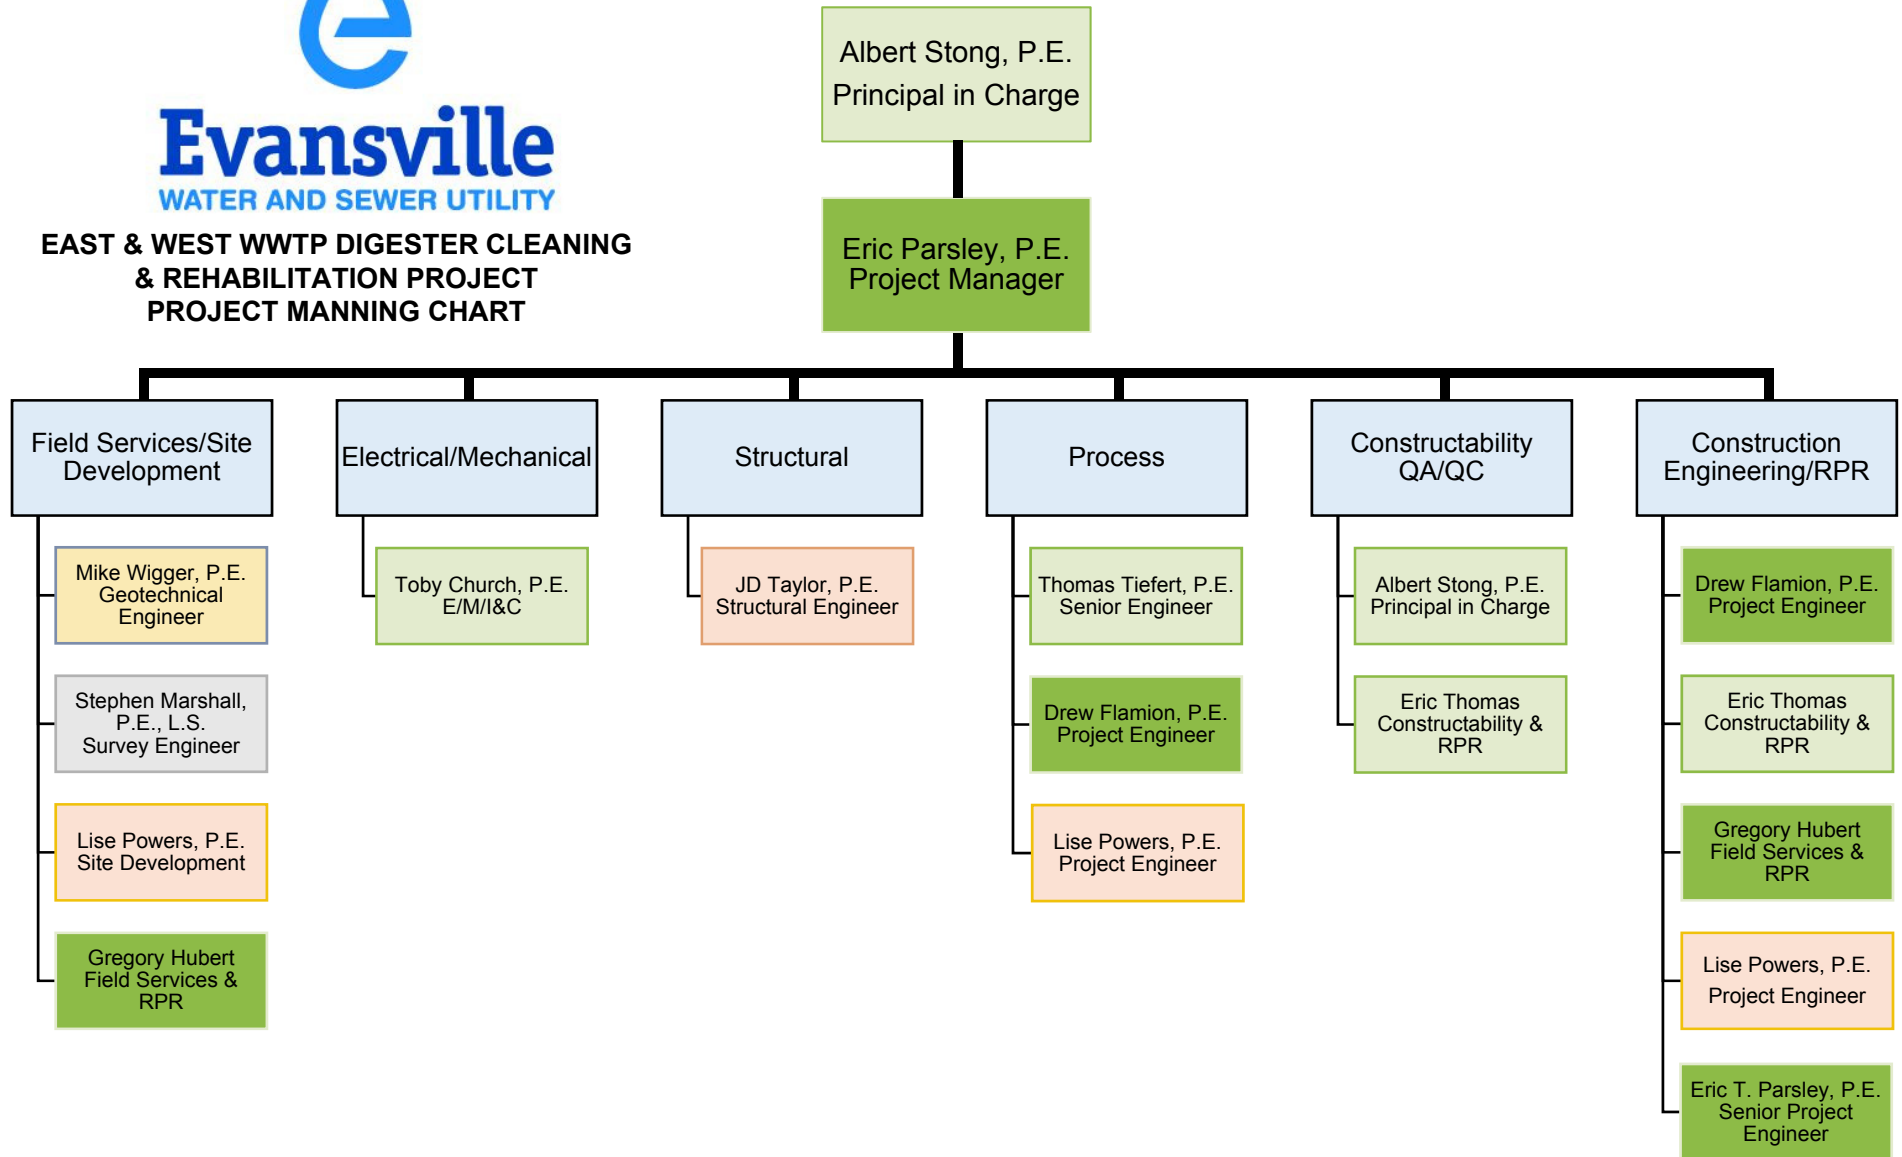 Evansville
WATER AND SEWER UTILITY
EAST & WEST WWTP DIGESTER CLEANING
& REHABILITATION PROJECT
PROJECT MANNING CHART
Albert Stong, P.E.
Principal in Charge
Eric Parsley, P.E.
Project Manager
Field Services/Site
Development
Mike Wigger, P.E.
Geotechnical
Engineer
Stephen Marshall,
P.E., L.S.
Survey Engineer
Lise Powers, P.E.
Site Development
Gregory Hubert
Field Services &
RPR
Electrical/Mechanical
Toby Church, P.E.
E/M/I&C
Structural
JD Taylor, P.E.
Structural Engineer
Process
Thomas Tiefert, P.E.
Senior Engineer
Drew Flamion, P.E.
Project Engineer
Lise Powers, P.E.
Project Engineer
Constructability
QA/QC
Albert Stong, P.E.
Principal in Charge
Eric Thomas
Constructability &
RPR
Construction
Engineering/RPR
Drew Flamion, P.E.
Project Engineer
Eric Thomas
Constructability &
RPR
Gregory Hubert
Field Services &
RPR
Lise Powers, P.E.
Project Engineer
Eric T. Parsley, P.E.
Senior Project
Engineer